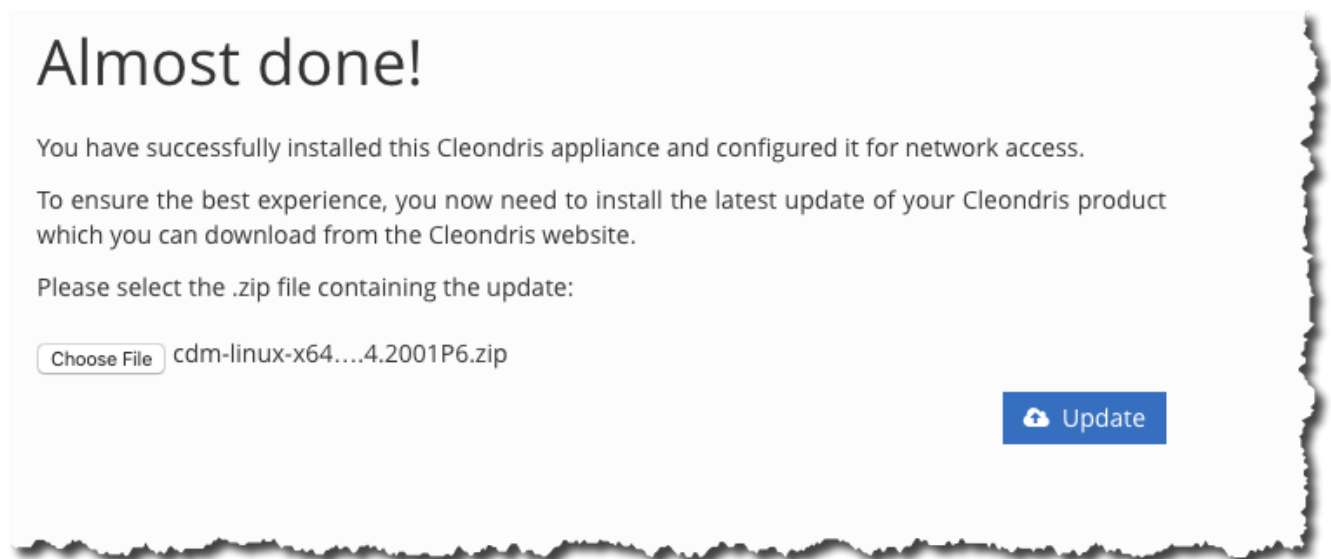 Almost done!
You have successfully installed this Cleondris appliance and configured it for network access.
To ensure the best experience, you now need to install the latest update of your Cleondris product
which you can download from the Cleondris website.
Please select the .zip file containing the update:
Choose File cdm-linux-x64....4.2001P6.zip
Update